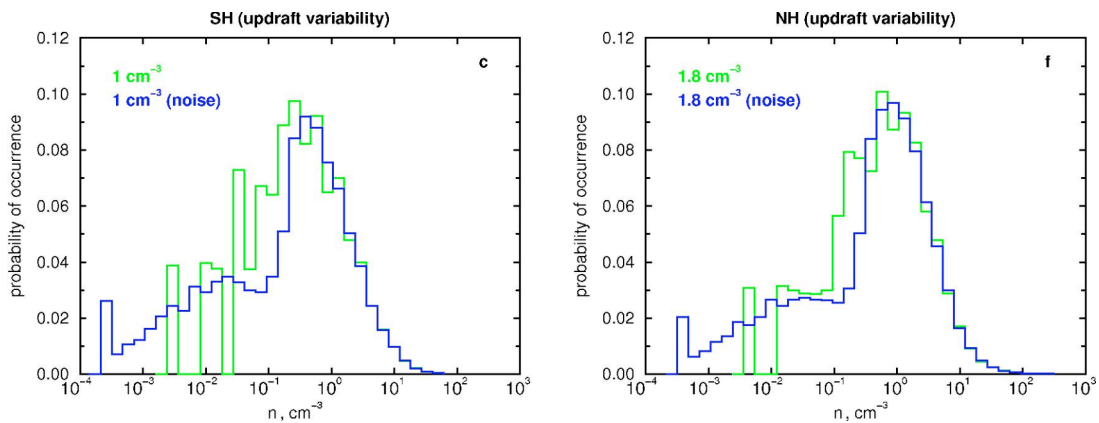 SH (updraft variability)
0.12
0.10
0.08
0.06
0.04
0.02
0.00
probability of occurrence
c
1 cm⁻³
1 cm⁻³ (noise)
10⁻⁴ 10⁻³ 10⁻² 10⁻¹ 10⁰ 10¹ 10² 10³
n , cm⁻³
NH (updraft variability)
0.12
0.10
0.08
0.06
0.04
0.02
0.00
probability of occurrence
f
1.8 cm⁻³
1.8 cm⁻³ (noise)
10⁻⁴ 10⁻³ 10⁻² 10⁻¹ 10⁰ 10¹ 10² 10³
n , cm⁻³